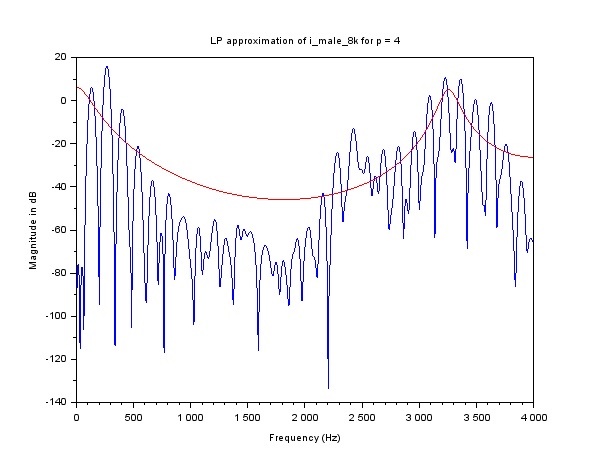 LP approximation of i_male_8k for p = 4
20
0
-20
-40
-60
-80
-100
-120
-140
Magnitude in dB
0 500 1 000 1 500 2 000 2 500 3 000 3 500 4 000
Frequency (Hz)